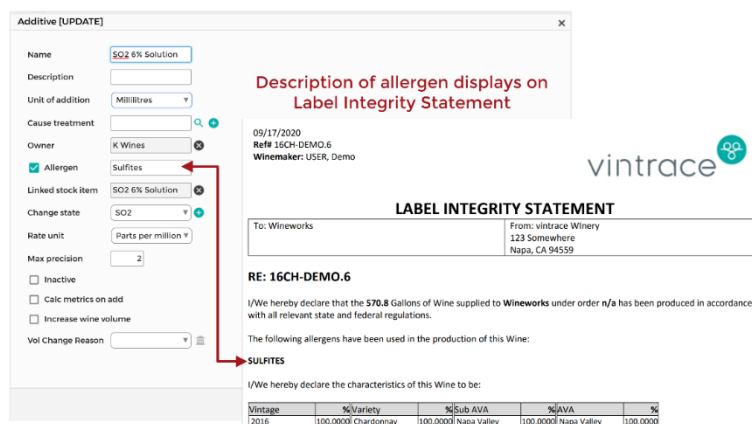 Additive [UPDATE]
×
Name SO2 6% Solution
Description
Unit of addition Millilitres
Cause treatment
Owner K Wines
Allergen Sulfites
Linked stock item SO2 6% Solution
Change state SO2
Rate unit Parts per million
Max precision 2
Inactive
Calc metrics on add
Increase wine volume
Vol Change Reason
Description of allergen displays on
Label Integrity Statement
09/17/2020
Ref# 16CH-DEMO.6
Winemaker: USER, Demo
vintrace
LABEL INTEGRITY STATEMENT
To: Wineworks From: vintrace WInery
123 Somewhere
Napa, CA 94559
RE: 16CH-DEMO.6
I/We hereby declare that the 570.8 Gallons of Wine supplied to Wineworks under order n/a has been produced in accordance
with all relevant state and federal regulations.
The following allergens have been used in the production of this Wine:
SULFITES
I/We hereby declare the characteristics of this Wine to be:
Vintage % Variety % Sub AVA % AVA %
2016 100.0000 Chardonnay 100.0000 Napa Valley 100.0000 Napa Valley 100.0000